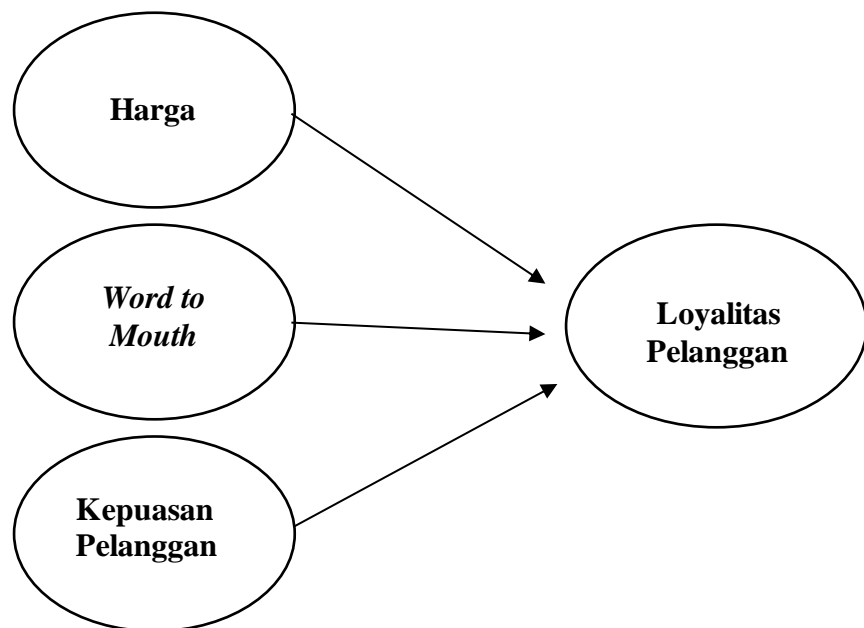 Harga
Word to
Mouth
Loyalitas
Pelanggan
Kepuasan
Pelanggan